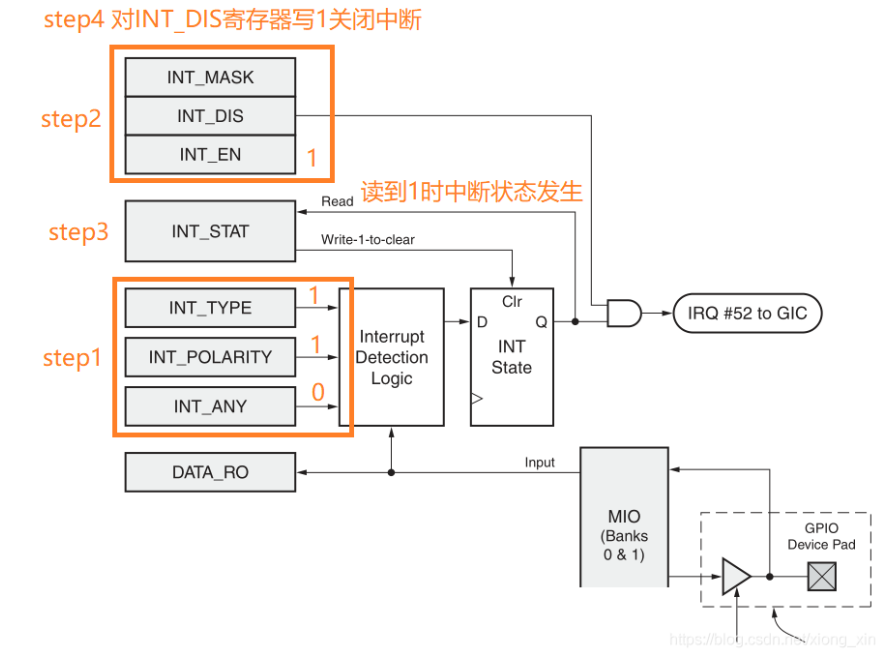 step4 对INT_DIS寄存器写1关闭中断
step2
INT_MASK
INT_DIS
INT_EN
1
step3
INT_STAT
Read
读到1时中断状态发生
Write-1-to-clear
step1
INT_TYPE
1
INT_POLARITY
1
INT_ANY
0
Interrupt
Detection
Logic
Clr
D
Q
INT
State
IRQ #52 to GIC
DATA_RO
Input
MIO
(Banks
0 & 1)
GPIO
Device Pad
https://blog.csdn.net/xiong_xin